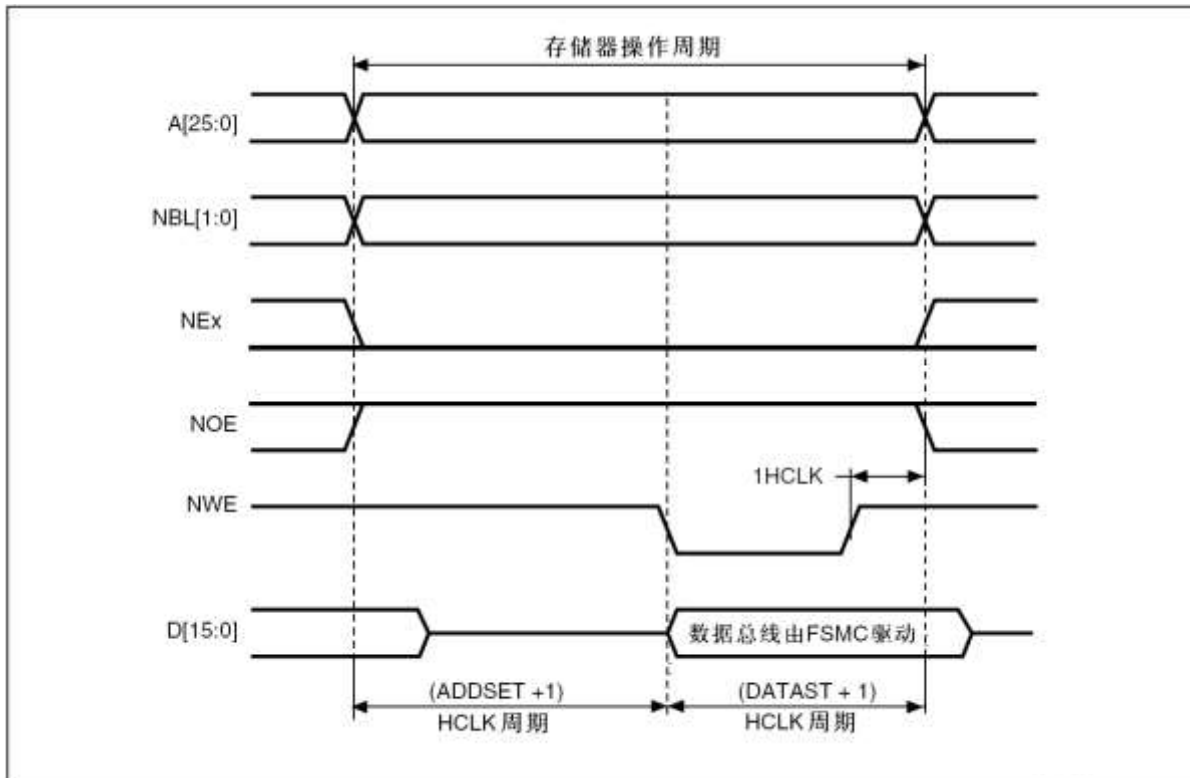 存储器操作周期
A[25:0]
NBL[1:0]
NEx
NOE
1HCLK
NWE
D[15:0]
数据总线由FSMC驱动
(ADDSET +1)
HCLK 周期
(DATAST + 1)
HCLK 周期